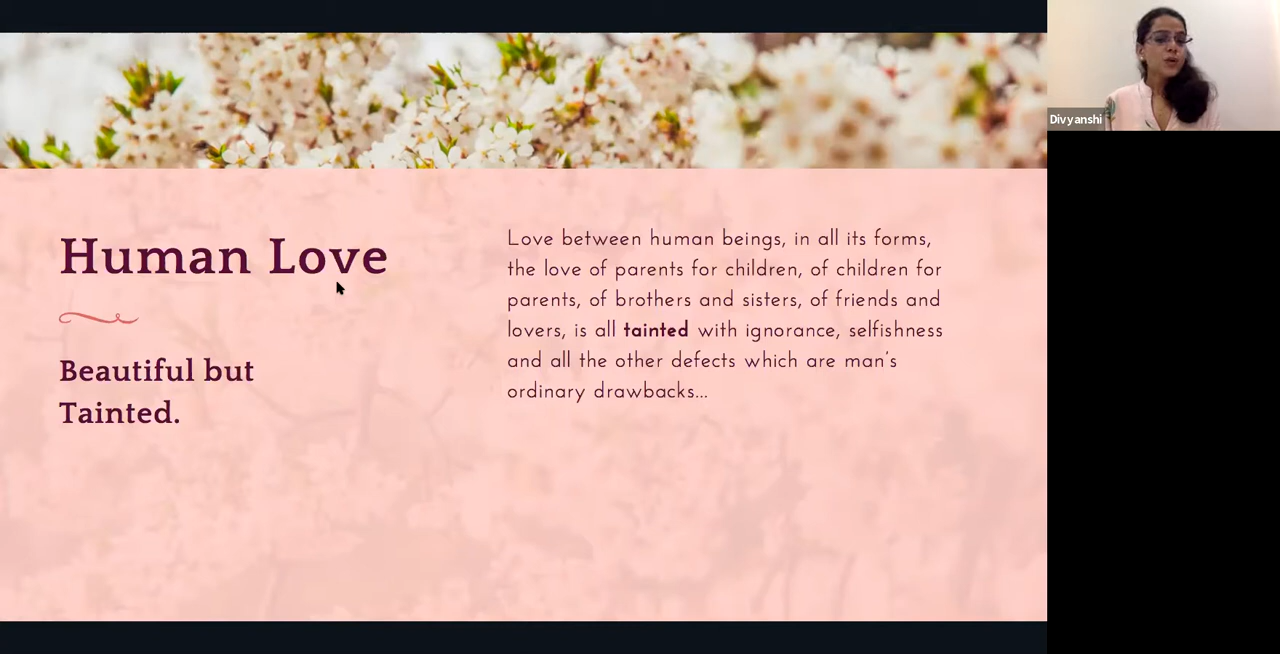 Human Love
Beautiful but
Tainted.
Love between human beings, in all its forms,
the love of parents for children, of children for
parents, of brothers and sisters, of friends and
lovers, is all tainted with ignorance, selfishness
and all the other defects which are man's
ordinary drawbacks...
Divyanshi